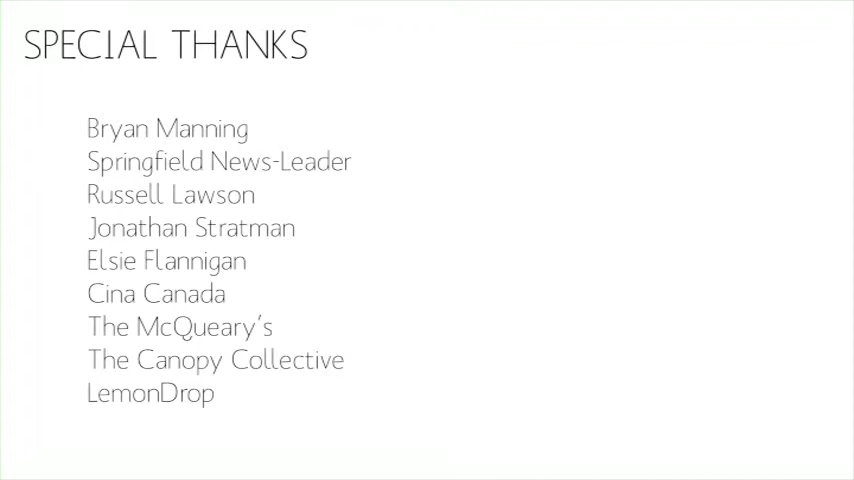 SPECIAL THANKS
Bryan Manning
Springfield News-Leader
Russell Lawson
Jonathan Stratman
Elsie Flannigan
Cina Canada
The McQueary's
The Canopy Collective
LemonDrop